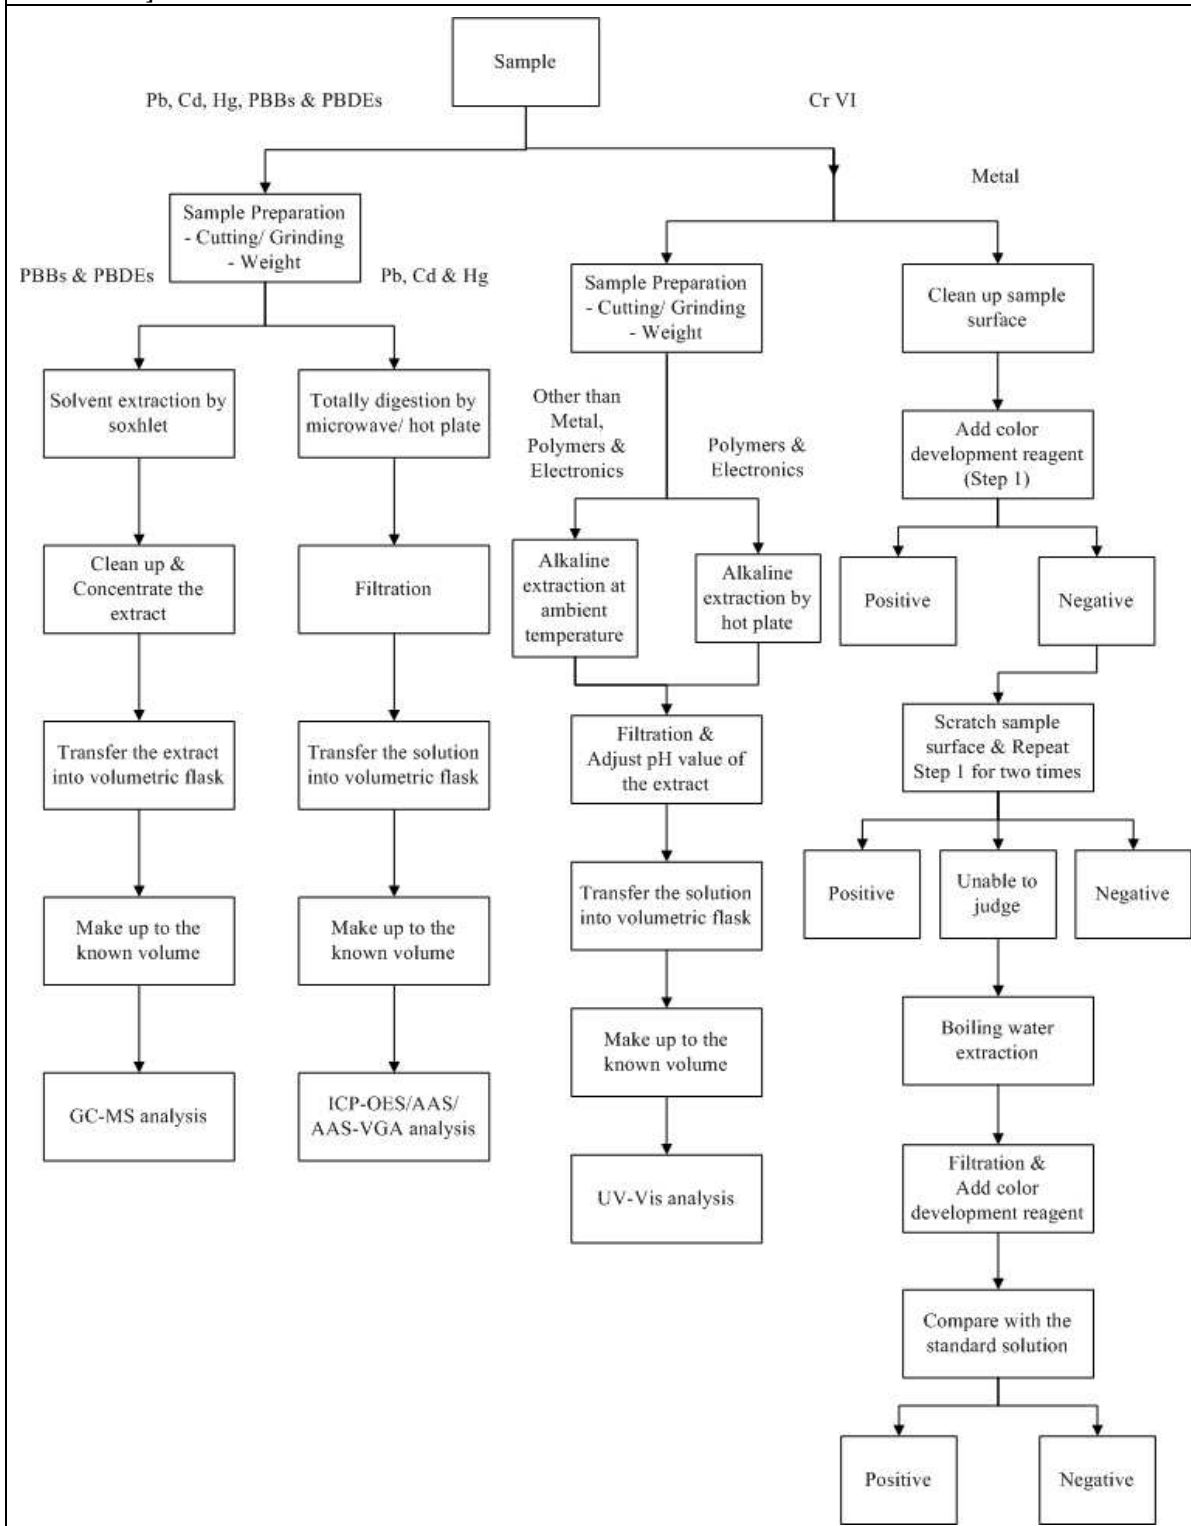 Sample
Pb, Cd, Hg, PBBs & PBDEs
Cr VI
Metal
Sample Preparation
- Cutting/ Grinding
- Weight
PBBs & PBDEs
Pb, Cd & Hg
Solvent extraction by
soxhlet
Clean up &
Concentrate the
extract
Transfer the extract
into volumetric flask
Make up to the
known volume
GC-MS analysis
Totally digestion by
microwave/ hot plate
Filtration
Transfer the solution
into volumetric flask
Make up to the
known volume
ICP-OES/AAS/
AAS-VGA analysis
Sample Preparation
- Cutting/ Grinding
- Weight
Other than
Metal,
Polymers &
Electronics
Polymers &
Electronics
Alkaline
extraction at
ambient
temperature
Alkaline
extraction by
hot plate
Filtration &
Adjust pH value of
the extract
Transfer the solution
into volumetric flask
Make up to the
known volume
UV-Vis analysis
Clean up sample
surface
Add color
development reagent
(Step 1)
Positive
Negative
Scratch sample
surface & Repeat
Step 1 for two times
Positive
Unable to
judge
Negative
Boiling water
extraction
Filtration &
Add color
development reagent
Compare with the
standard solution
Positive
Negative